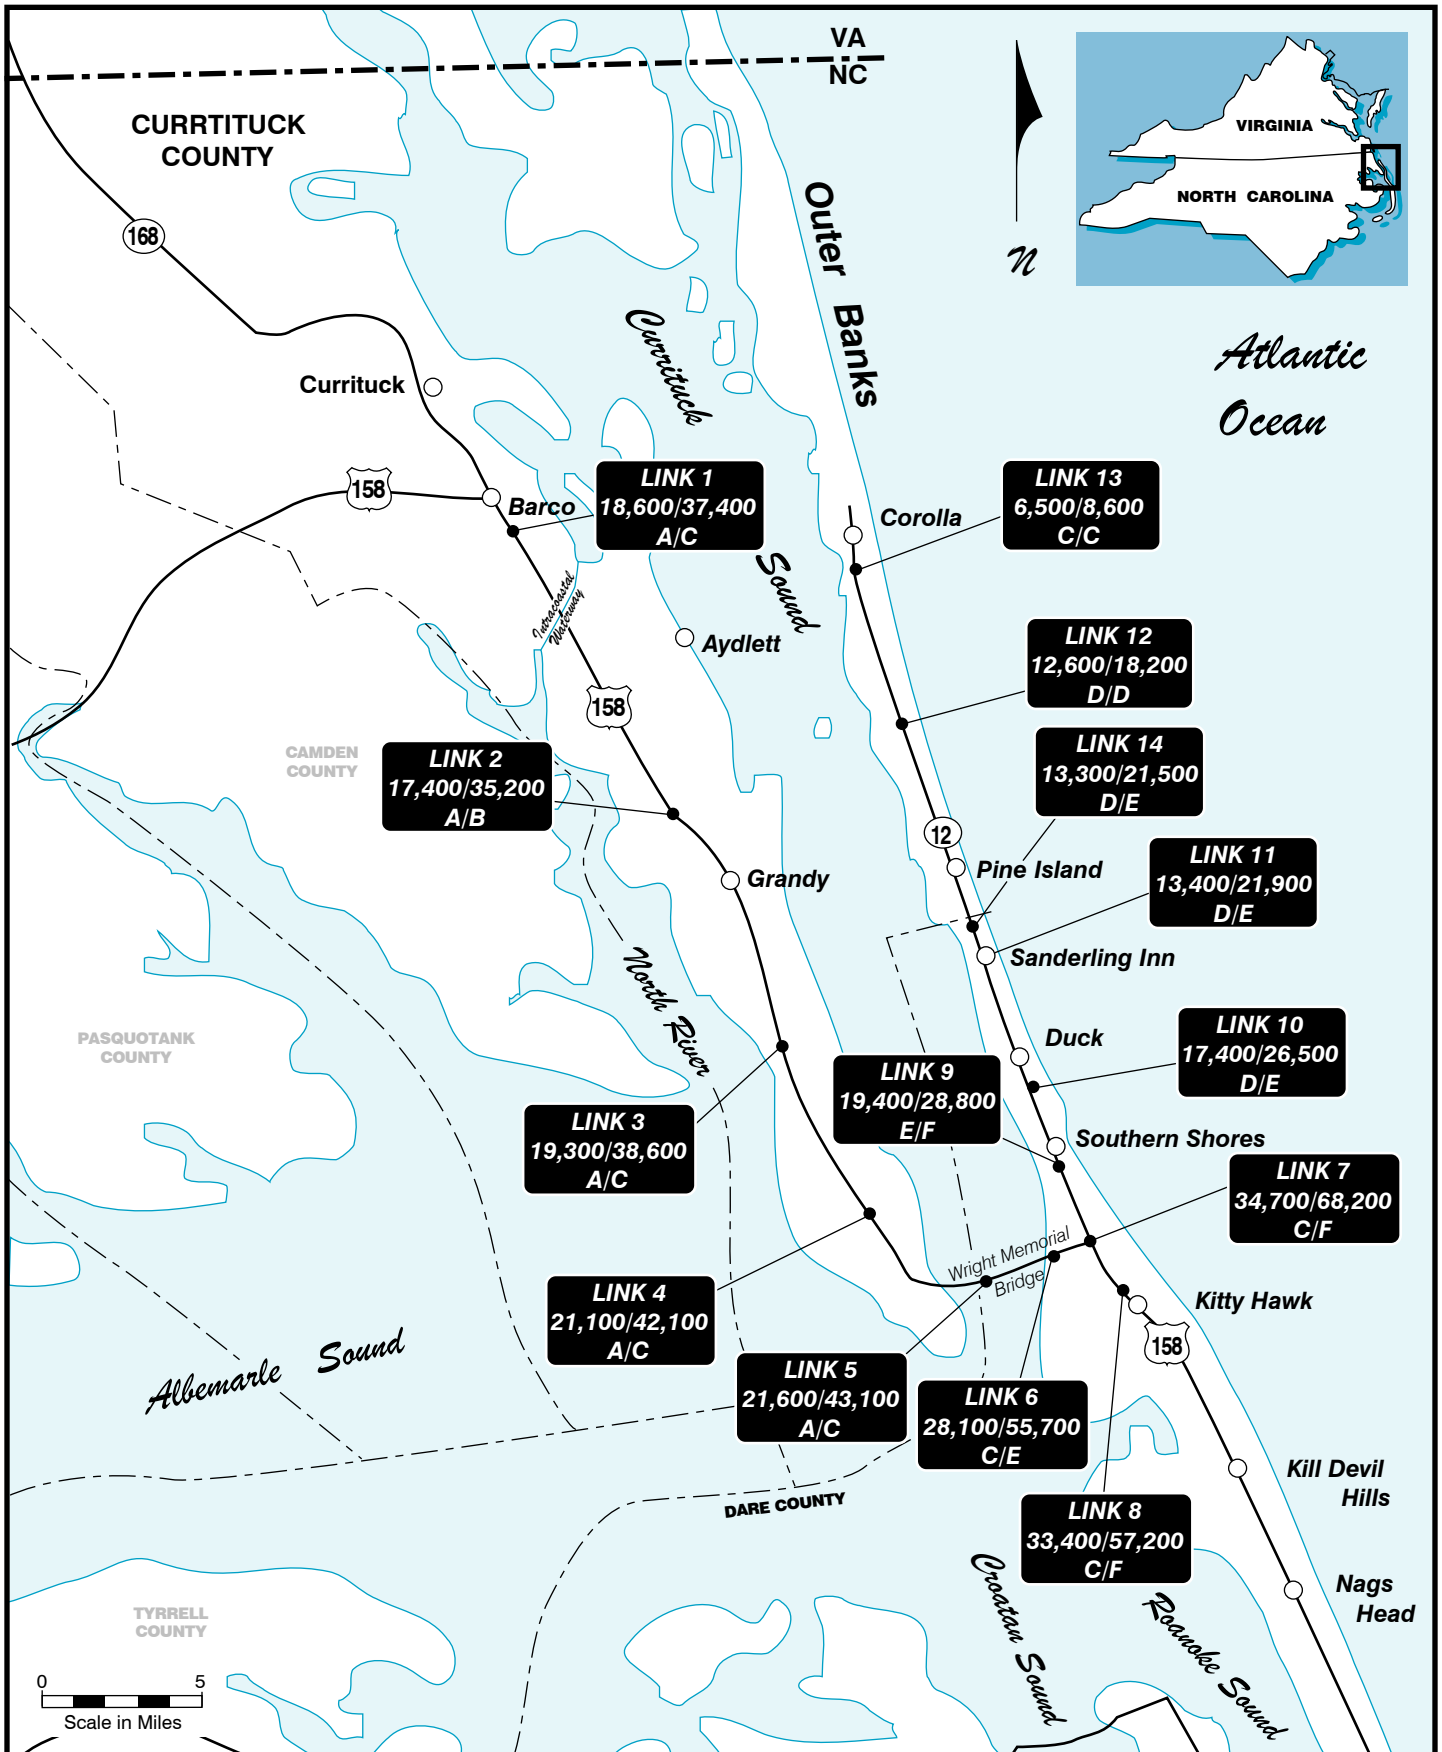 VA
NC
CURRTITUCK
COUNTY
VIRGINIA
NORTH CAROLINA
168
Outer Banks
N
Currituck
Sound
Atlantic
Ocean
Currituck
158
Barco
LINK 1
18,600/37,400
A/C
Corolla
LINK 13
6,500/8,600
C/C
Intracoastal
Waterway
Aydlett
LINK 12
12,600/18,200
D/D
158
CAMDEN
COUNTY
LINK 2
17,400/35,200
A/B
LINK 14
13,300/21,500
D/E
12
Pine Island
LINK 11
13,400/21,900
D/E
Grandy
Sanderling Inn
North River
PASQUOTANK
COUNTY
Duck
LINK 10
17,400/26,500
D/E
LINK 9
19,400/28,800
E/F
LINK 3
19,300/38,600
A/C
Southern Shores
LINK 7
34,700/68,200
C/F
Wright Memorial
Bridge
LINK 4
21,100/42,100
A/C
Kitty Hawk
158
Albemarle Sound
LINK 5
21,600/43,100
A/C
LINK 6
28,100/55,700
C/E
Kill Devil
Hills
DARE COUNTY
LINK 8
33,400/57,200
C/F
Croatan Sound
Roanoke Sound
Nags
Head
TYRRELL
COUNTY
0 5
Scale in Miles